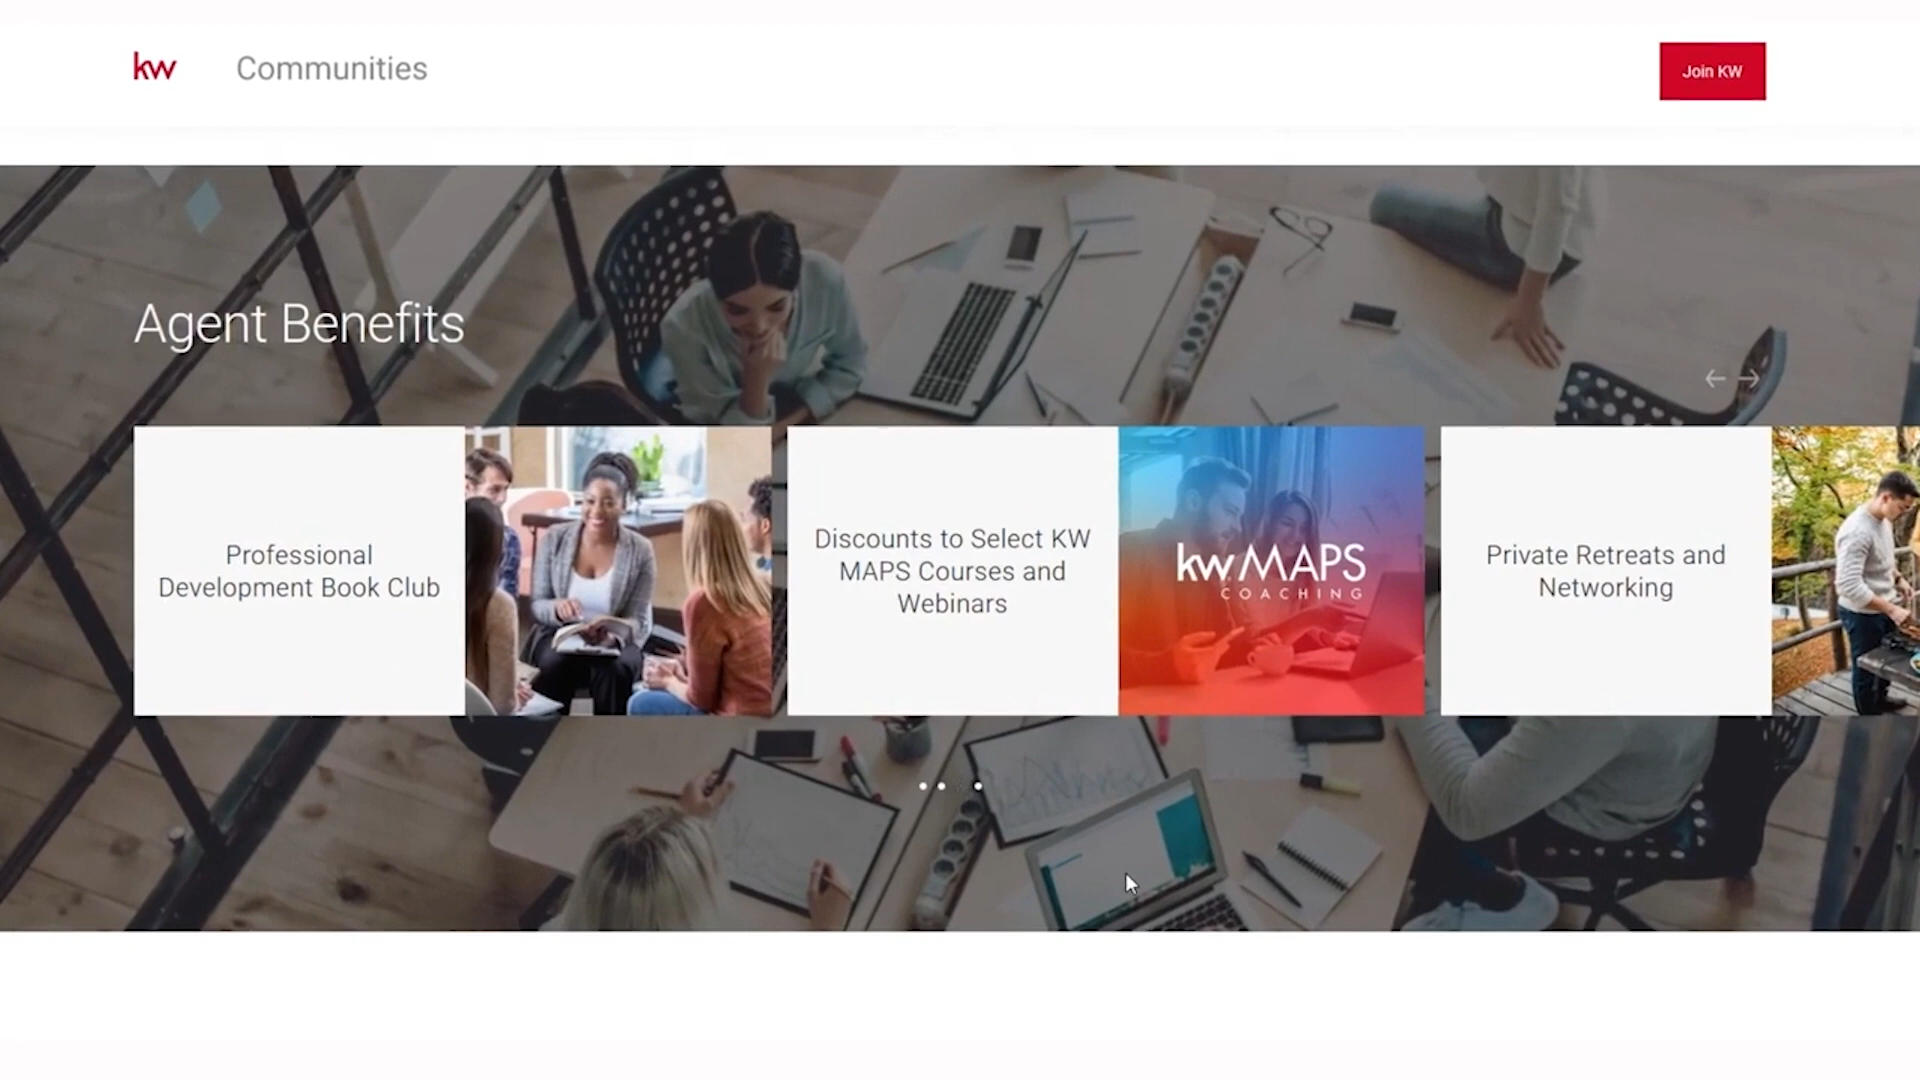 kw
Communities
Join KW
Agent Benefits
Professional
Development Book Club
Discounts to Select KW
MAPS Courses and
Webinars
kw MAPS
COACHING
Private Retreats and
Networking